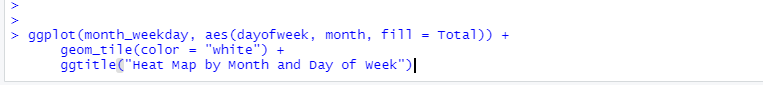 >
>
> ggplot(month_weekday, aes(dayofweek, month, fill = Total)) +
    geom_tile(color = "white") +
    ggtitle("Heat Map by Month and Day of Week")